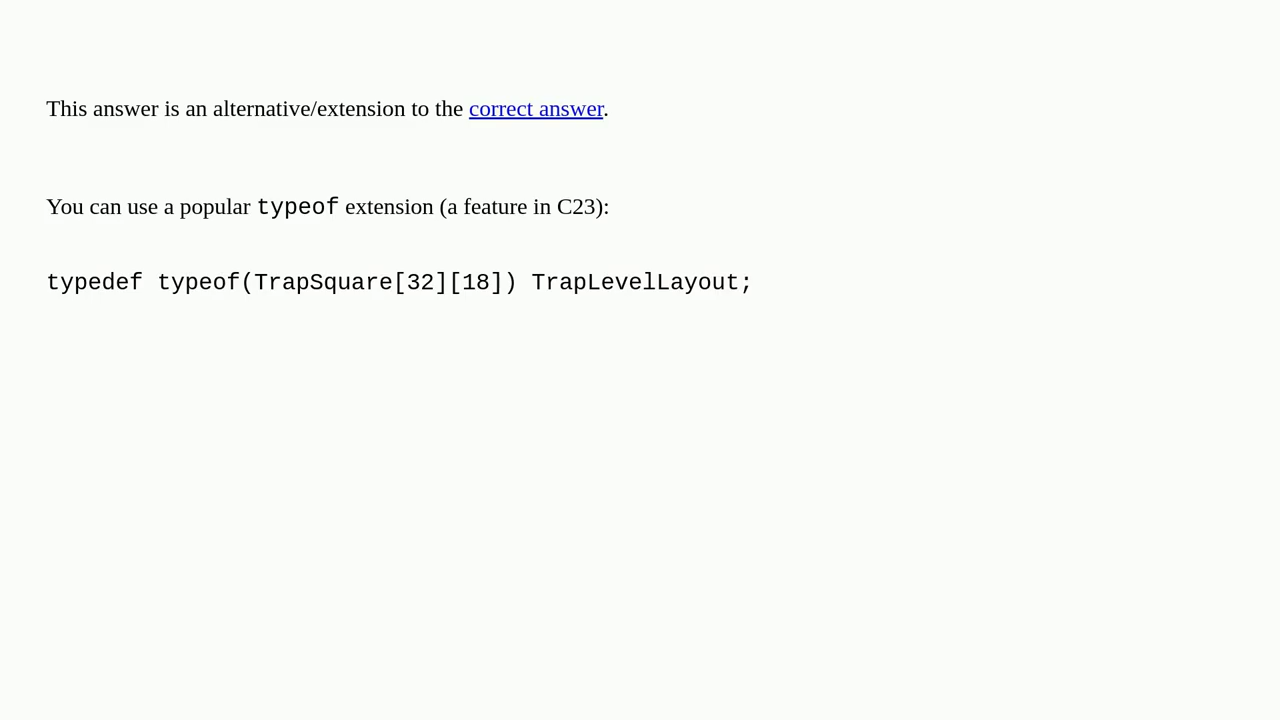 This answer is an alternative/extension to the correct answer.
You can use a popular typeof extension (a feature in C23):
typedef typeof(TrapSquare[32][18]) TrapLevelLayout;